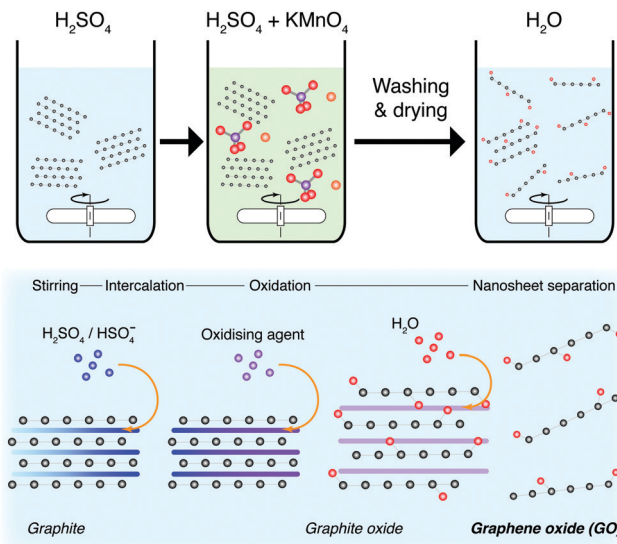 H₂SO₄
H₂SO₄ + KMnO₄
H₂O
Washing
& drying
Stirring — Intercalation — Oxidation — Nanosheet separation
H₂SO₄ / HSO₄⁻
Oxidising agent
H₂O
Graphite
Graphite oxide
Graphene oxide (GO)